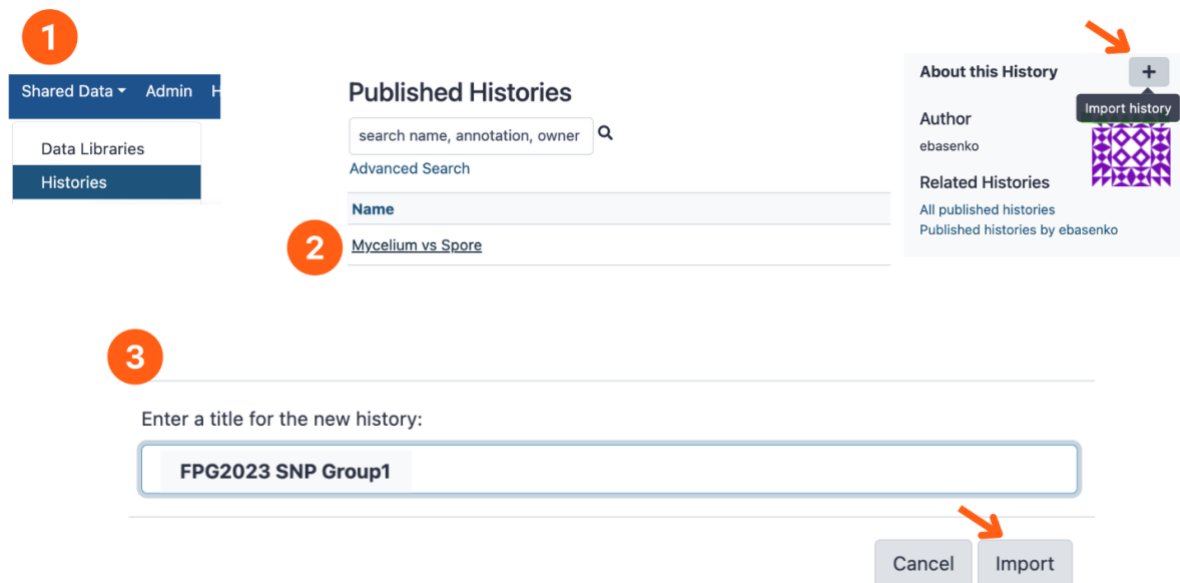 1
Shared Data Admin H
Data Libraries
Histories
Published Histories
search name, annotation, owner
Advanced Search
Name
2
Mycelium vs Spore
About this History
+
Import history
Author
ebasenko
Related Histories
All published histories
Published histories by ebasenko
3
Enter a title for the new history:
FPG2023 SNP Group1
Cancel Import